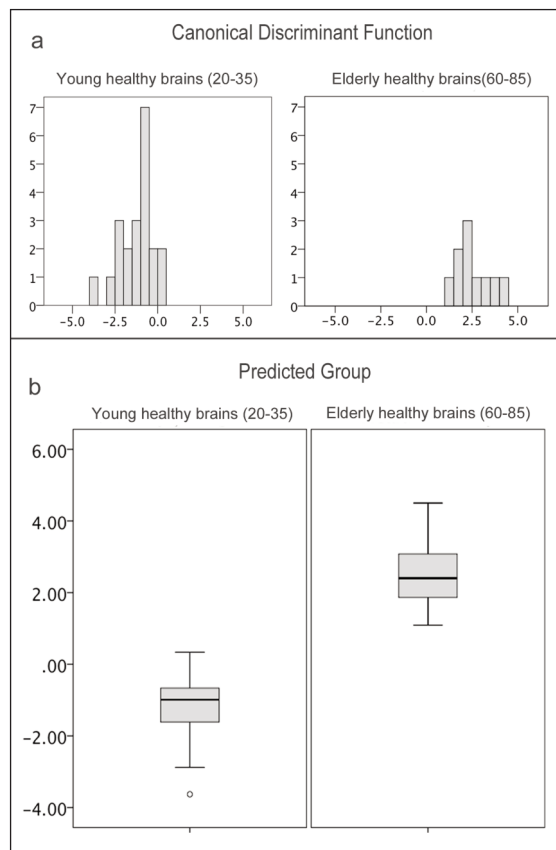 a
Canonical Discriminant Function
Young healthy brains (20-35)
Elderly healthy brains(60-85)
7
6
5
4
3
2
1
0
-5.0 -2.5 0.0 2.5 5.0
7
6
5
4
3
2
1
0
-5.0 -2.5 0.0 2.5 5.0
b
Predicted Group
Young healthy brains (20-35)
Elderly healthy brains (60-85)
6.00
4.00
2.00
.00
-2.00
-4.00